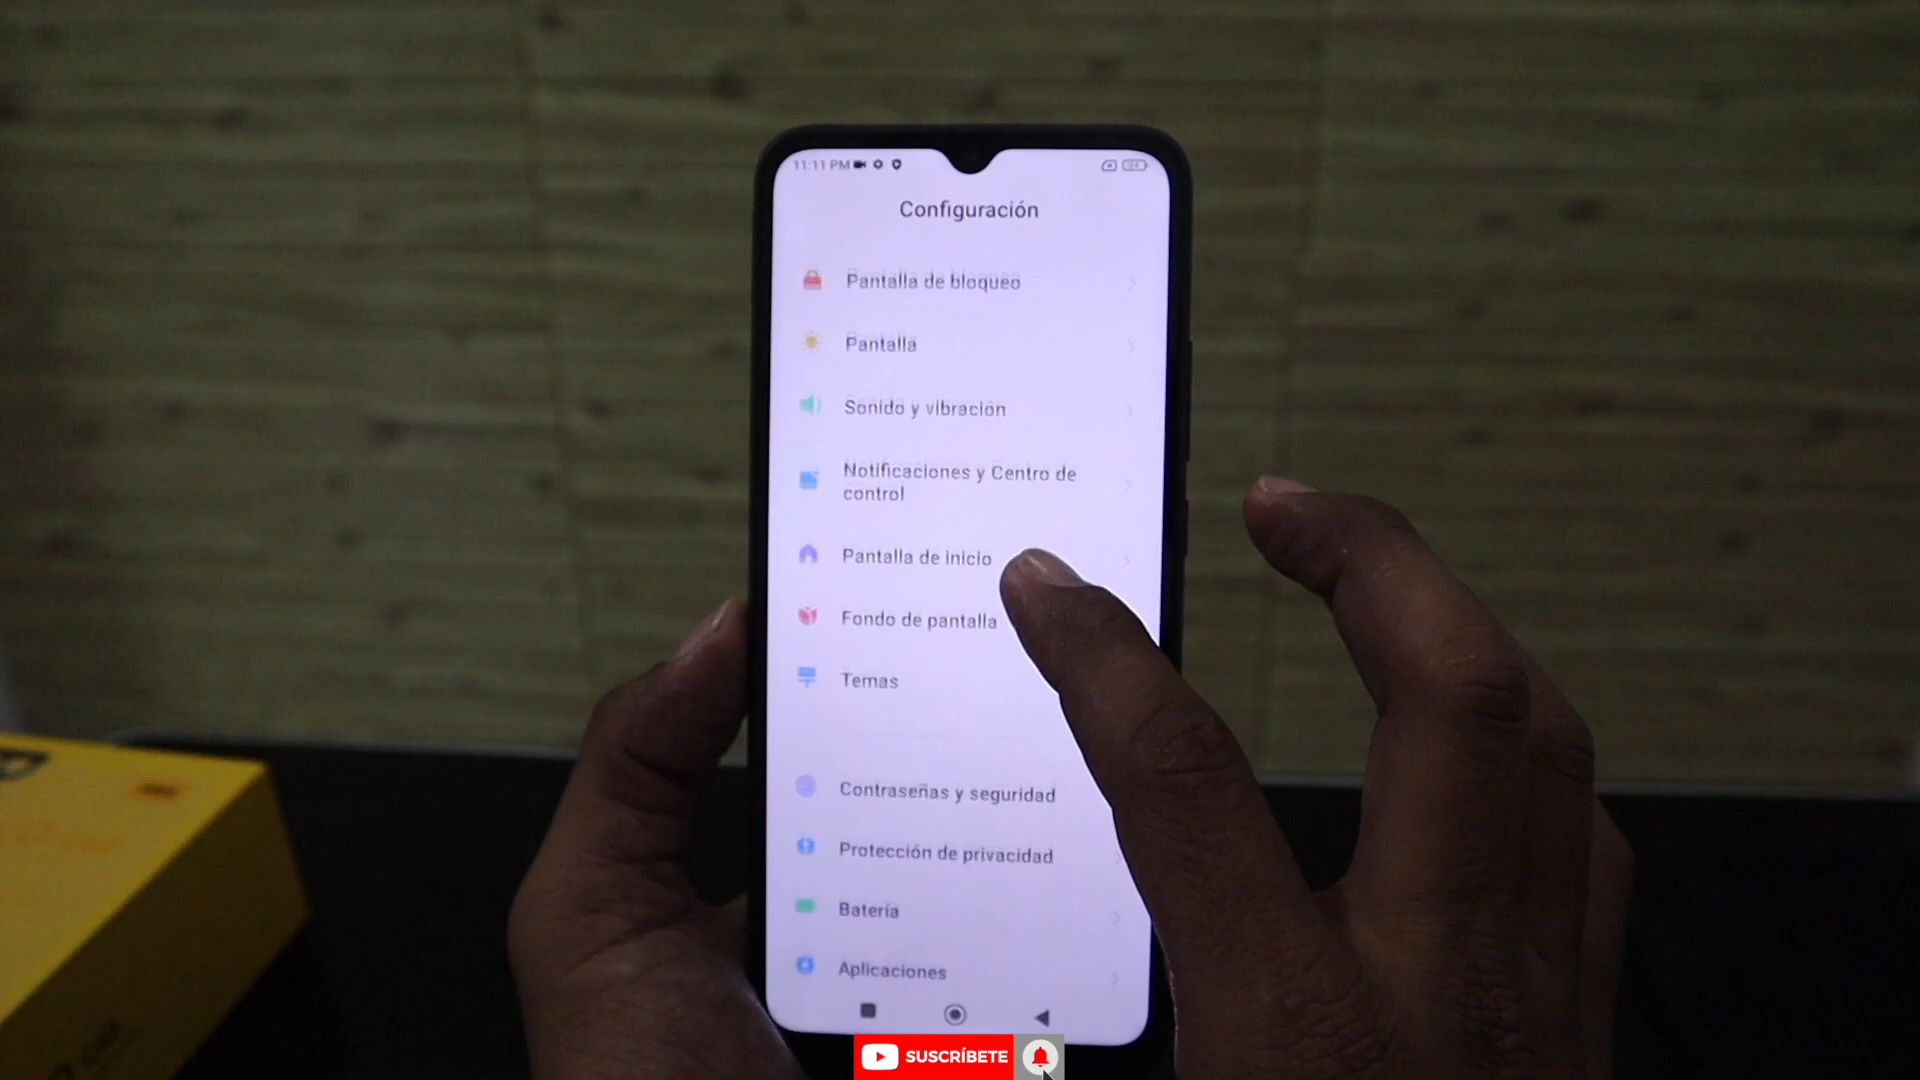 11:11 PM
Configuración
Pantalla de bloqueo
Pantalla
Sonido y vibración
Notificaciones y Centro de
control
Pantalla de inicio
Fondo de pantalla
Temas
Contraseñas y seguridad
Protección de privacidad
Batería
Aplicaciones
SUSCRÍBETE